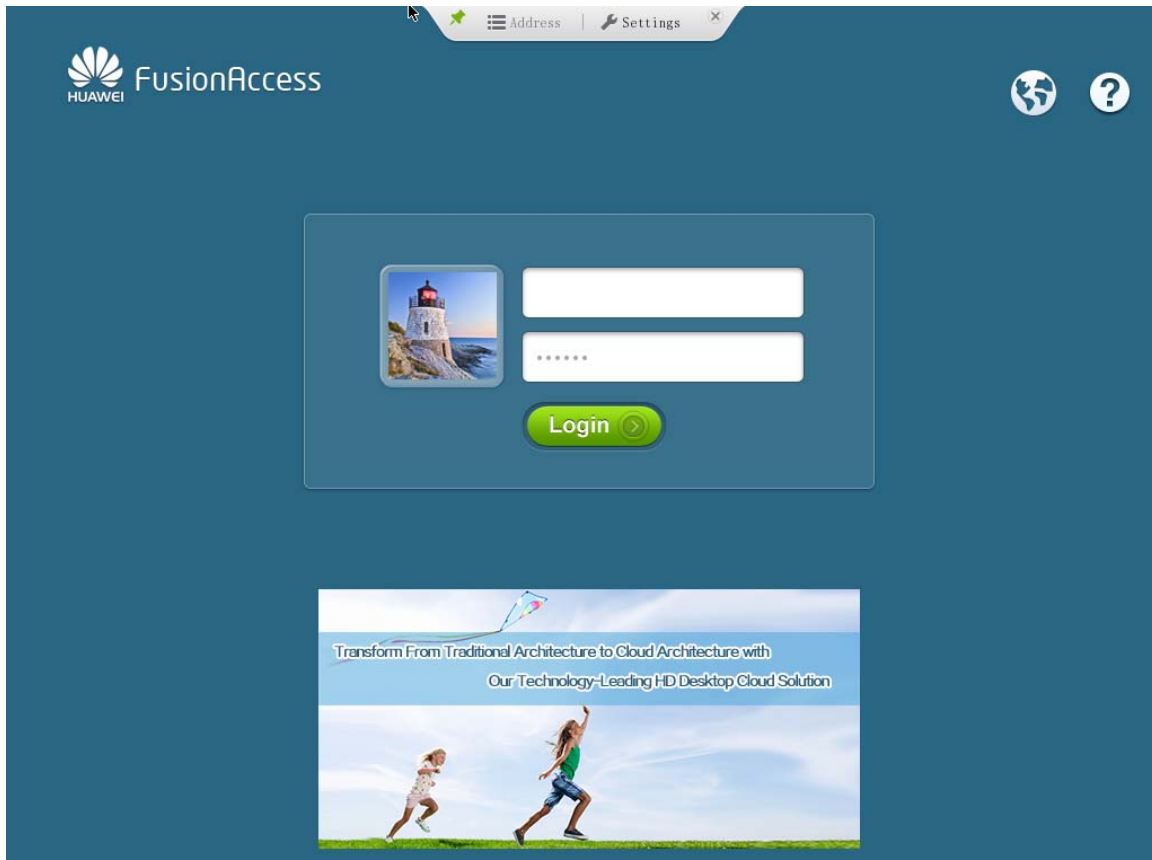 Address | Settings
HUAWEI FusionAccess
?
••••••
Login
Transform From Traditional Architecture to Cloud Architecture with
Our Technology-Leading HD Desktop Cloud Solution